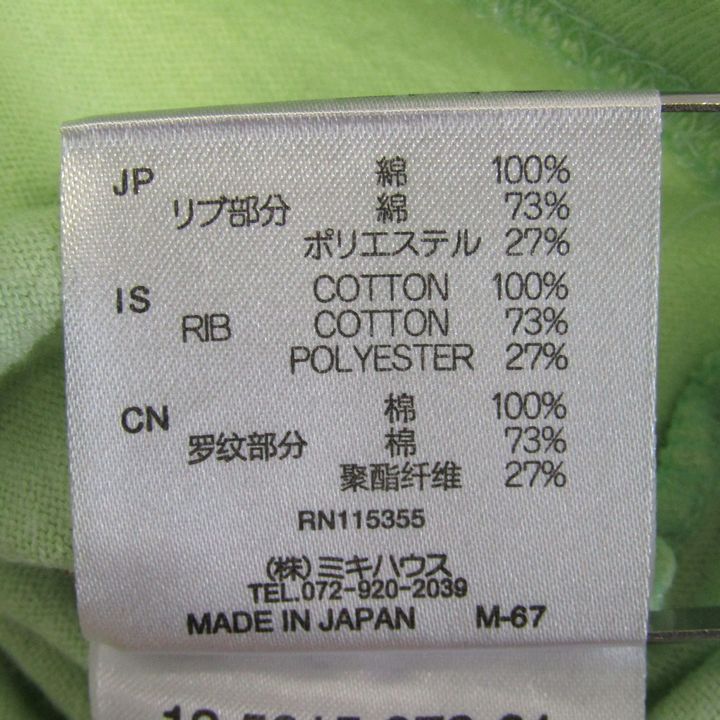 JP 綿 100%
リブ部分 綿 73%
ポリエステル 27%
IS COTTON 100%
RIB COTTON 73%
POLYESTER 27%
CN 棉 100%
罗纹部分 棉 73%
聚酯纤维 27%
RN115355
(株)ミキハウス
TEL.072-920-2039
MADE IN JAPAN M-67